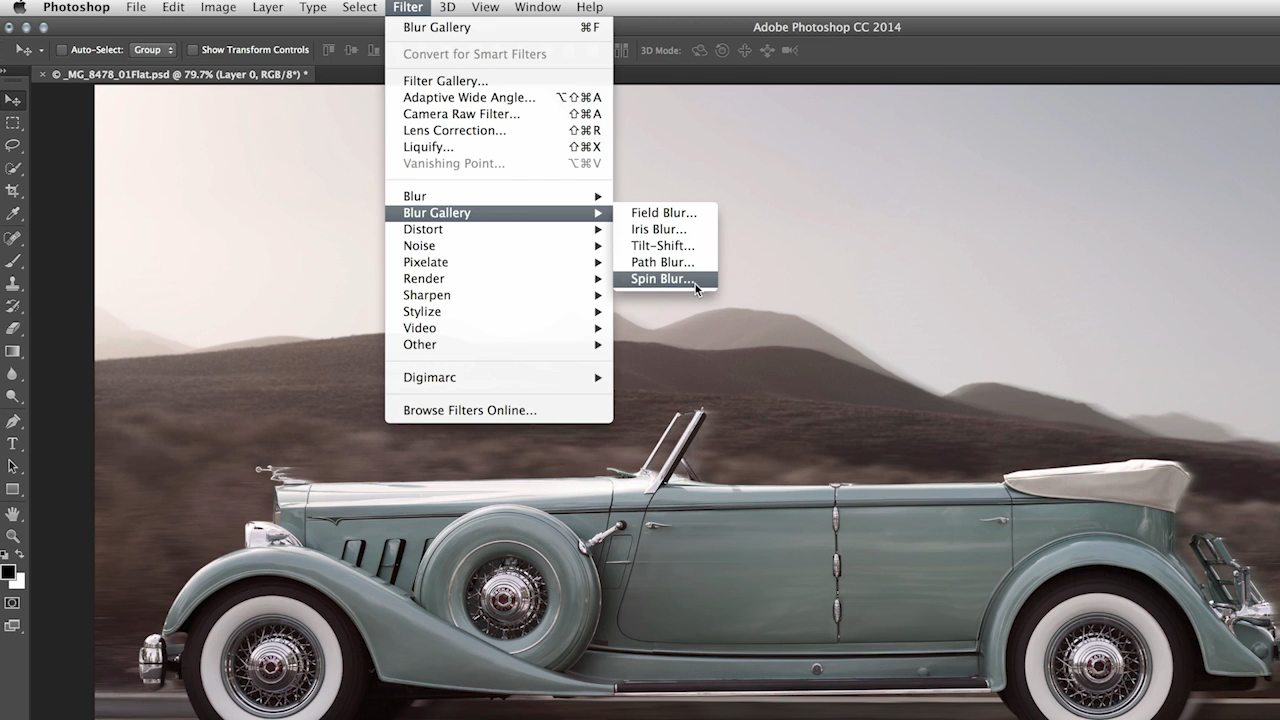 Photoshop File Edit Image Layer Type Select Filter 3D View Window Help
Adobe Photoshop CC 2014
Auto-Select: Group Show Transform Controls
3D Mode:
× © _MG_8478_01Flat.psd @ 79.7% (Layer 0, RGB/8*) *
Blur Gallery ⌘F
Convert for Smart Filters
Filter Gallery...
Adaptive Wide Angle... ⌥⇧⌘A
Camera Raw Filter... ⇧⌘A
Lens Correction... ⇧⌘R
Liquify... ⇧⌘X
Vanishing Point... ⌥⌘V
Blur
Blur Gallery
Distort
Noise
Pixelate
Render
Sharpen
Stylize
Video
Other
Digimarc
Browse Filters Online...
Field Blur...
Iris Blur...
Tilt-Shift...
Path Blur...
Spin Blur...